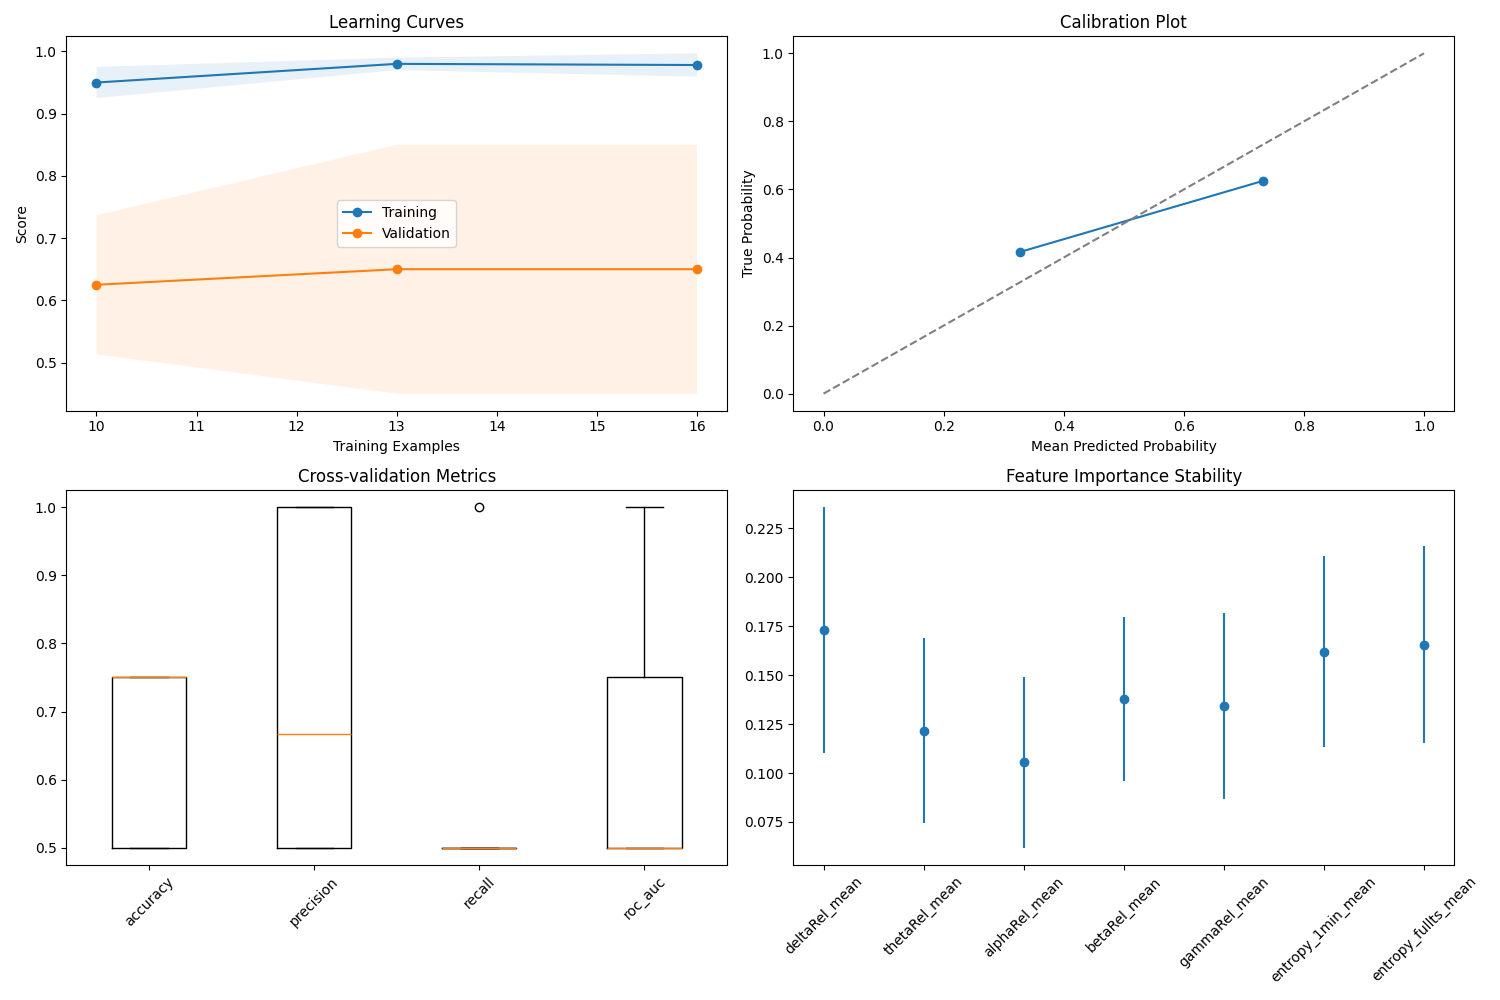 Learning Curves
1.0
0.9
0.8
0.7
0.6
0.5
Score
Training
Validation
10 11 12 13 14 15 16
Training Examples
Calibration Plot
1.0
0.8
0.6
0.4
0.2
0.0
True Probability
0.0 0.2 0.4 0.6 0.8 1.0
Mean Predicted Probability
Cross-validation Metrics
1.0
0.9
0.8
0.7
0.6
0.5
accuracy precision recall roc_auc
Feature Importance Stability
0.225
0.200
0.175
0.150
0.125
0.100
0.075
deltaRel_mean thetaRel_mean alphaRel_mean betaRel_mean gammaRel_mean entropy_1min_mean entropy_fullts_mean